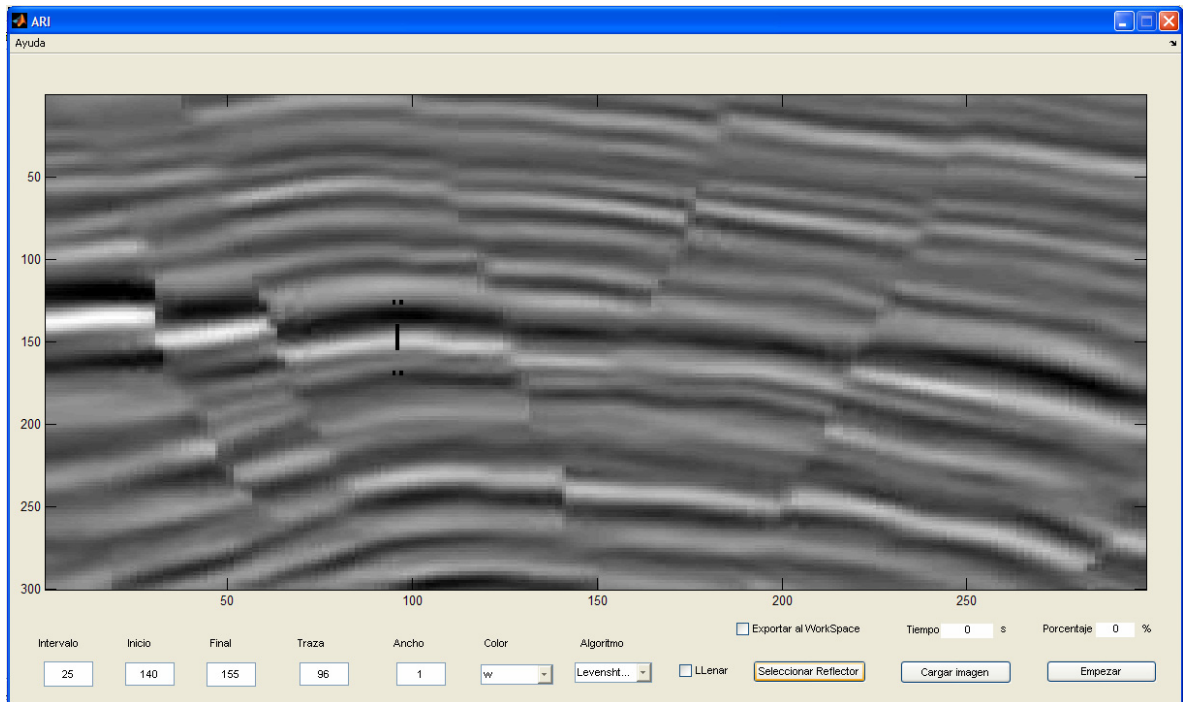 ARI
Ayuda
50
100
150
200
250
300
50 100 150 200 250
Exportar al WorkSpace Tiempo 0 s Porcentaje 0 %
Intervalo Inicio Final Traza Ancho Color Algoritmo
25 140 155 96 1 w Levensht... LLenar Seleccionar Reflector Cargar imagen Empezar